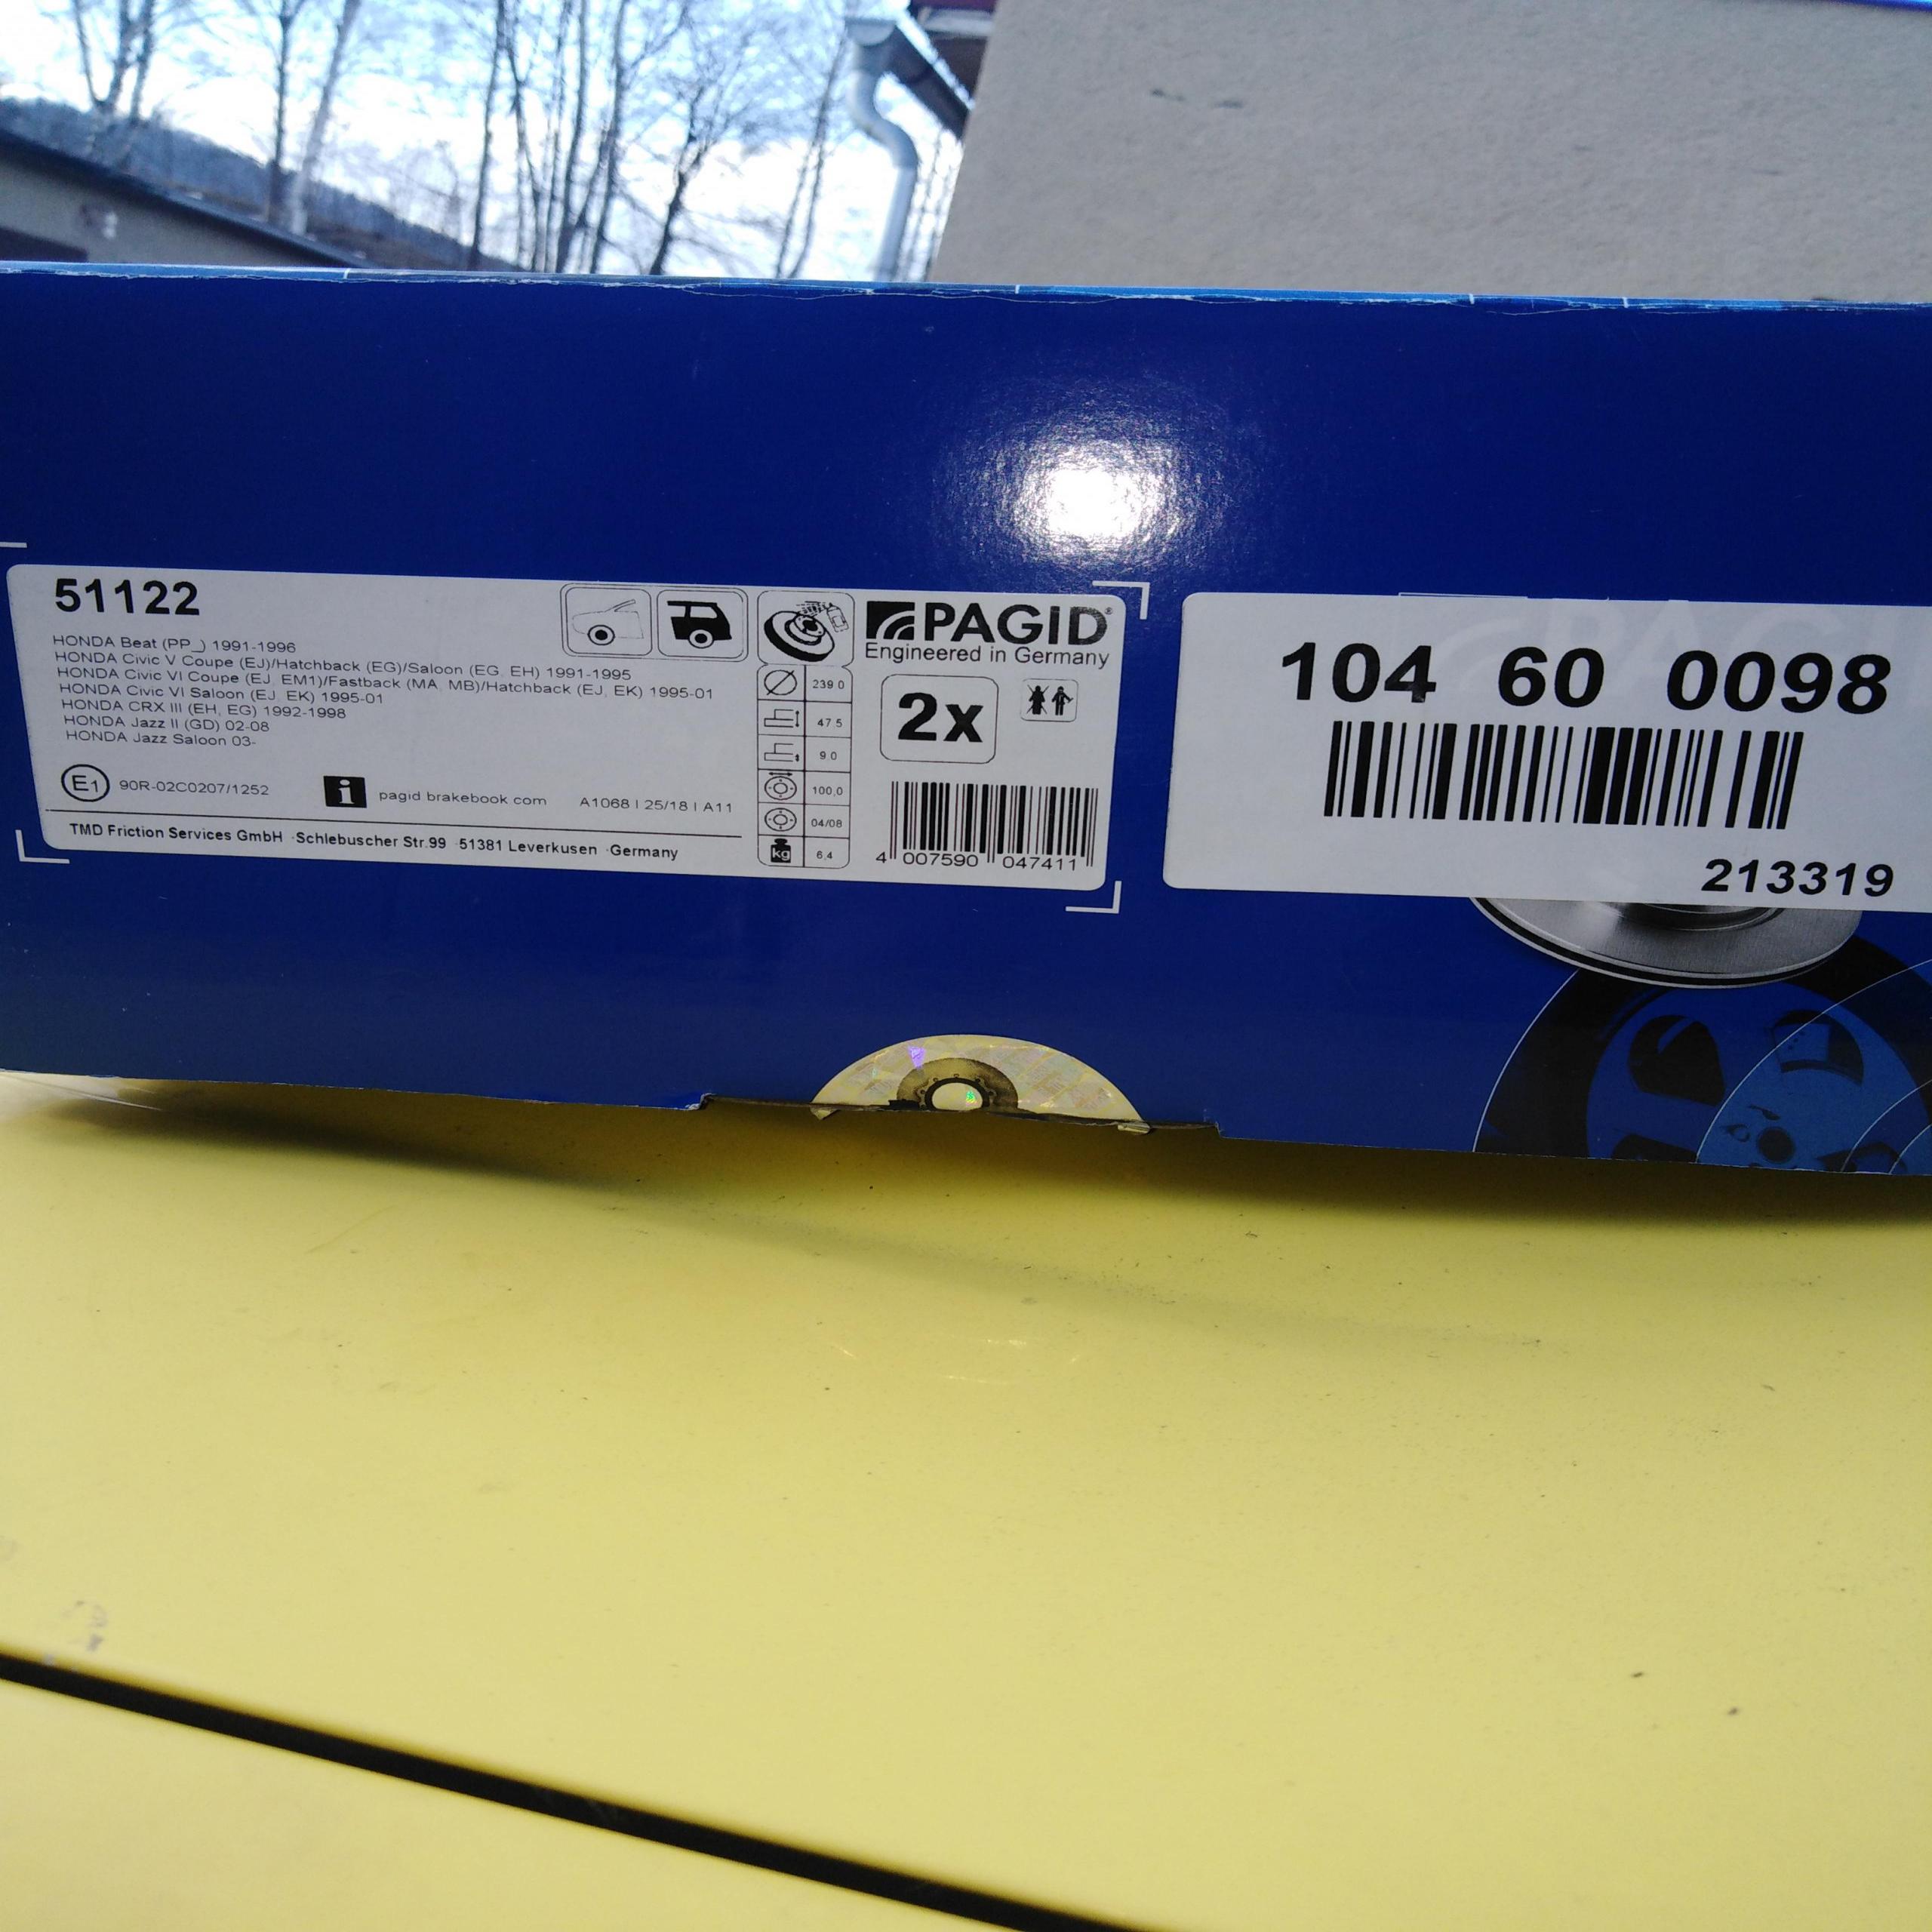 51122
HONDA Beat (PP_) 1991-1996
HONDA Civic V Coupe (EJ)/Hatchback (EG)/Saloon (EG, EH) 1991-1995
HONDA Civic VI Coupe (EJ, EM1)/Fastback (MA, MB)/Hatchback (EJ, EK) 1995-01
HONDA Civic VI Saloon (EJ, EK) 1995-01
HONDA CRX III (EH, EG) 1992-1998
HONDA Jazz II (GD) 02-08
HONDA Jazz Saloon 03-
E1 90R-02C0207/1252
i pagid brakebook com A1068 | 25/18 | A11
TMD Friction Services GmbH ·Schlebuscher Str.99 ·51381 Leverkusen ·Germany
239.0
47.5
9.0
100,0
04/08
kg 6,4
PAGID®
Engineered in Germany
2x
4 007590 047411
104 60 0098
213319